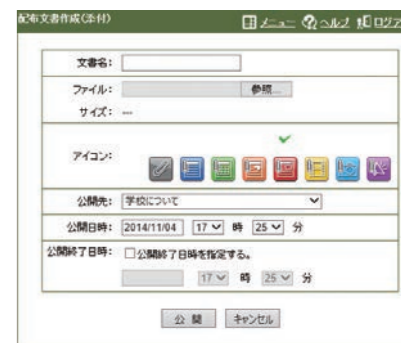 配布文書作成(添付) メニュー ヘルプ ログア
文書名:
ファイル: 参照...
サイズ: ---
アイコン:
公開先: 学校について
公開日時: 2014/11/04 17 時 25 分
公開終了日時: 公開終了日時を指定する。
17 時 25 分
公 開 キャンセル